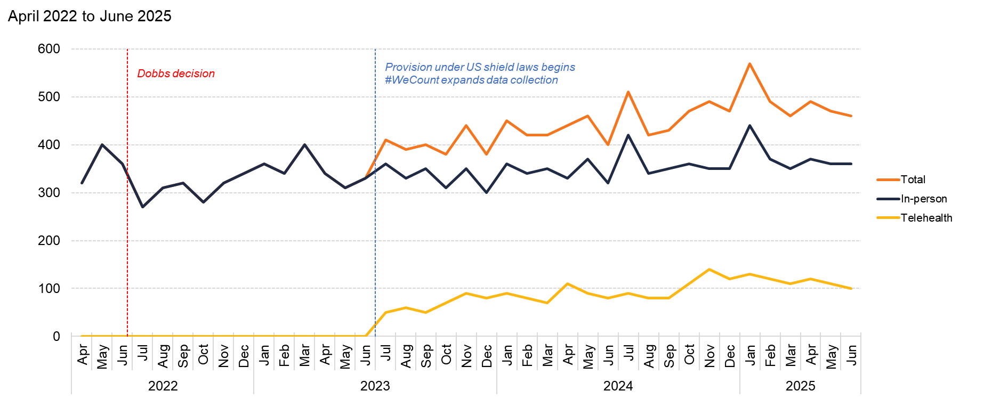 April 2022 to June 2025
600
500
400
300
200
100
0
Dobbs decision
Provision under US shield laws begins
#WeCount expands data collection
Total
In-person
Telehealth
Apr May Jun Jul Aug Sep Oct Nov Dec Jan Feb Mar Apr May Jun Jul Aug Sep Oct Nov Dec Jan Feb Mar Apr May Jun Jul Aug Sep Oct Nov Dec Jan Feb Mar Apr May Jun
2022 2023 2024 2025